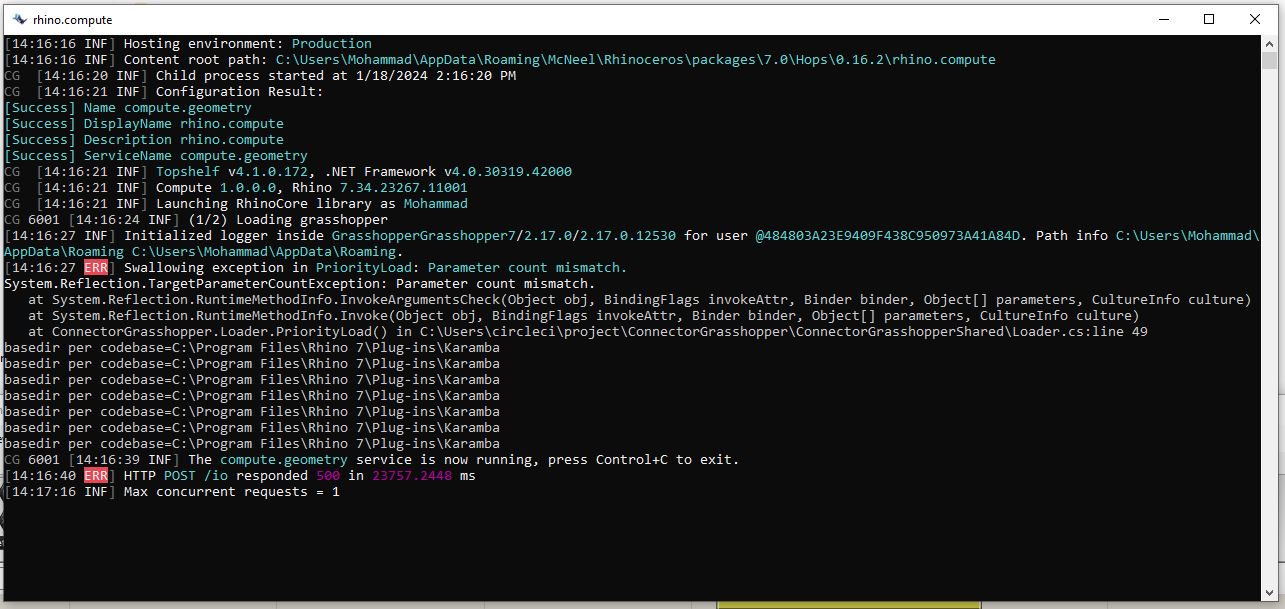 rhino.compute
[14:16:16 INF] Hosting environment: Production
[14:16:16 INF] Content root path: C:\Users\Mohammad\AppData\Roaming\McNeel\Rhinoceros\packages\7.0\Hops\0.16.2\rhino.compute
CG  [14:16:20 INF] Child process started at 1/18/2024 2:16:20 PM
CG  [14:16:21 INF] Configuration Result:
[Success] Name compute.geometry
[Success] DisplayName rhino.compute
[Success] Description rhino.compute
[Success] ServiceName compute.geometry
CG  [14:16:21 INF] Topshelf v4.1.0.172, .NET Framework v4.0.30319.42000
CG  [14:16:21 INF] Compute 1.0.0.0, Rhino 7.34.23267.11001
CG  [14:16:21 INF] Launching RhinoCore library as Mohammad
CG 6001 [14:16:24 INF] (1/2) Loading grasshopper
[14:16:27 INF] Initialized logger inside GrasshopperGrasshopper7/2.17.0/2.17.0.12530 for user @484803A23E9409F438C950973A41A84D. Path info C:\Users\Mohammad\
AppData\Roaming C:\Users\Mohammad\AppData\Roaming.
[14:16:27 ERR] Swallowing exception in PriorityLoad: Parameter count mismatch.
System.Reflection.TargetParameterCountException: Parameter count mismatch.
   at System.Reflection.RuntimeMethodInfo.InvokeArgumentsCheck(Object obj, BindingFlags invokeAttr, Binder binder, Object[] parameters, CultureInfo culture)
   at System.Reflection.RuntimeMethodInfo.Invoke(Object obj, BindingFlags invokeAttr, Binder binder, Object[] parameters, CultureInfo culture)
   at ConnectorGrasshopper.Loader.PriorityLoad() in C:\Users\circleci\project\ConnectorGrasshopper\ConnectorGrasshopperShared\Loader.cs:line 49
basedir per codebase=C:\Program Files\Rhino 7\Plug-ins\Karamba
basedir per codebase=C:\Program Files\Rhino 7\Plug-ins\Karamba
basedir per codebase=C:\Program Files\Rhino 7\Plug-ins\Karamba
basedir per codebase=C:\Program Files\Rhino 7\Plug-ins\Karamba
basedir per codebase=C:\Program Files\Rhino 7\Plug-ins\Karamba
basedir per codebase=C:\Program Files\Rhino 7\Plug-ins\Karamba
basedir per codebase=C:\Program Files\Rhino 7\Plug-ins\Karamba
CG 6001 [14:16:39 INF] The compute.geometry service is now running, press Control+C to exit.
[14:16:40 ERR] HTTP POST /io responded 500 in 23757.2448 ms
[14:17:16 INF] Max concurrent requests = 1